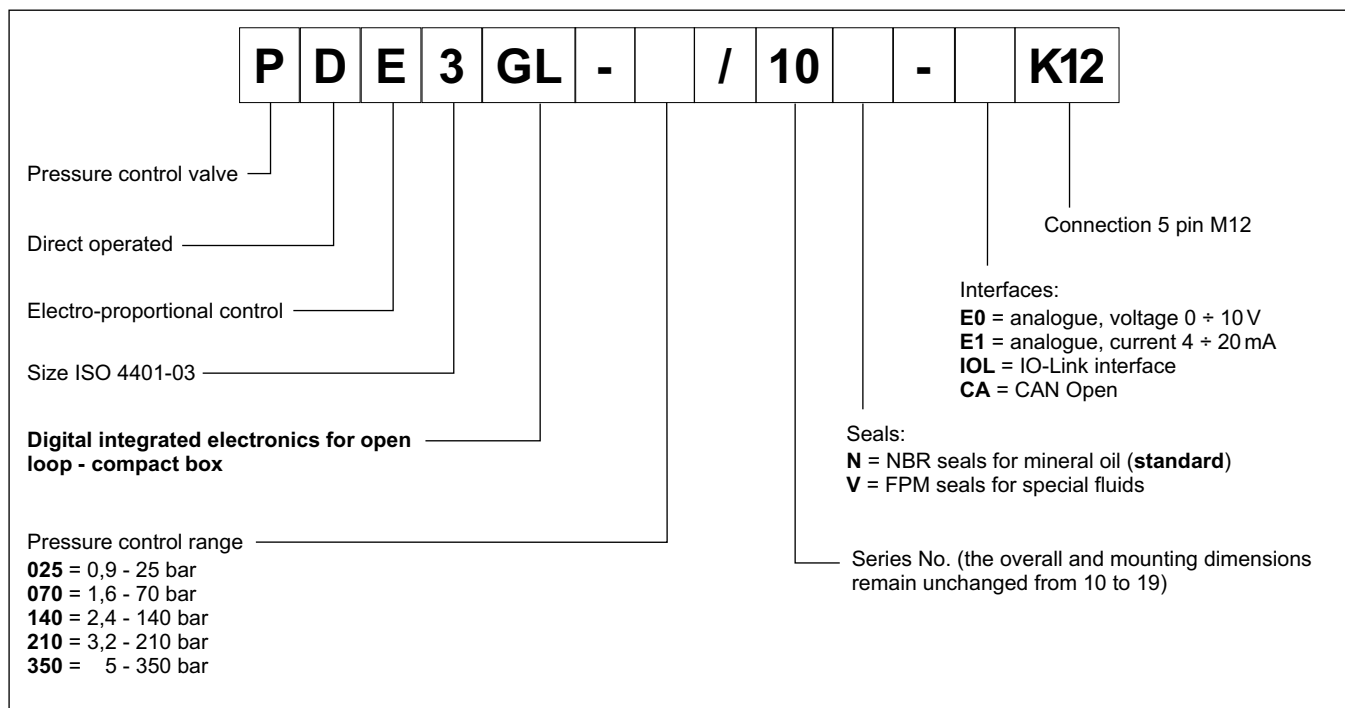 P D E 3 GL - / 10 - K12
Pressure control valve
Direct operated
Electro-proportional control
Size ISO 4401-03
Digital integrated electronics for open
loop - compact box
Pressure control range
025 = 0,9 - 25 bar
070 = 1,6 - 70 bar
140 = 2,4 - 140 bar
210 = 3,2 - 210 bar
350 = 5 - 350 bar
Connection 5 pin M12
Interfaces:
E0 = analogue, voltage 0 ÷ 10 V
E1 = analogue, current 4 ÷ 20 mA
IOL = IO-Link interface
CA = CAN Open
Seals:
N = NBR seals for mineral oil (standard)
V = FPM seals for special fluids
Series No. (the overall and mounting dimensions
remain unchanged from 10 to 19)